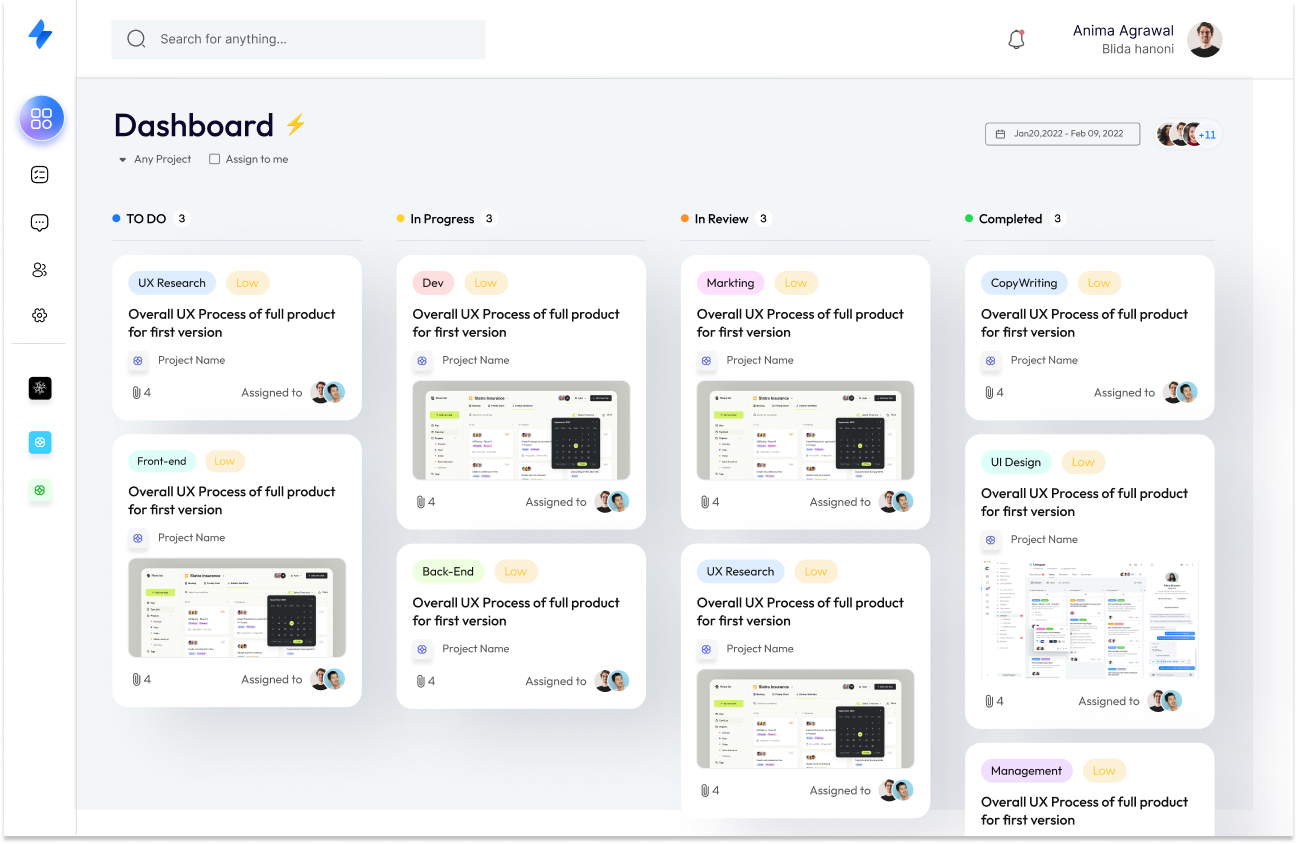 Search for anything...
Anima Agrawal
Blida hanoni
Dashboard
Any Project
Assign to me
Jan20,2022 - Feb 09, 2022
+11
TO DO 3
UX Research Low
Overall UX Process of full product
for first version
Project Name
4 Assigned to
Front-end Low
Overall UX Process of full product
for first version
Project Name
4 Assigned to
In Progress 3
Dev Low
Overall UX Process of full product
for first version
Project Name
4 Assigned to
Back-End Low
Overall UX Process of full product
for first version
Project Name
4 Assigned to
In Review 3
Markting Low
Overall UX Process of full product
for first version
Project Name
4 Assigned to
UX Research Low
Overall UX Process of full product
for first version
Project Name
4 Assigned to
Completed 3
CopyWriting Low
Overall UX Process of full product
for first version
Project Name
4 Assigned to
UI Design Low
Overall UX Process of full product
for first version
Project Name
4 Assigned to
Management Low
Overall UX Process of full product
for first version